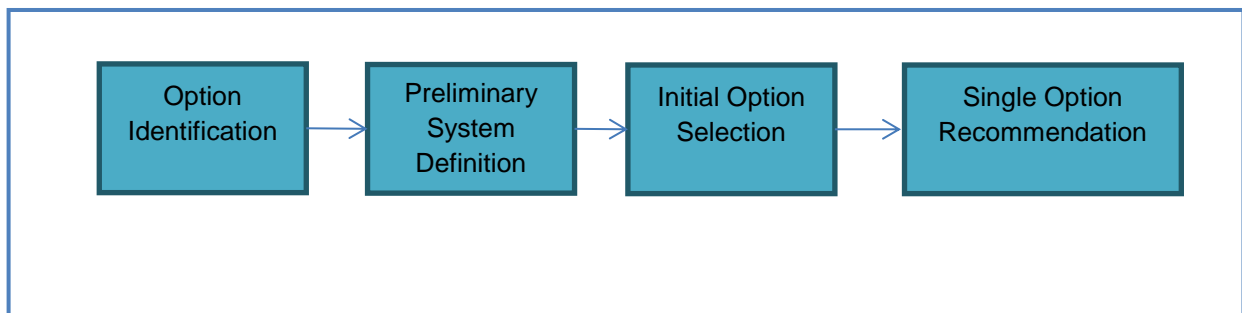 Option
Identification
Preliminary
System
Definition
Initial Option
Selection
Single Option
Recommendation